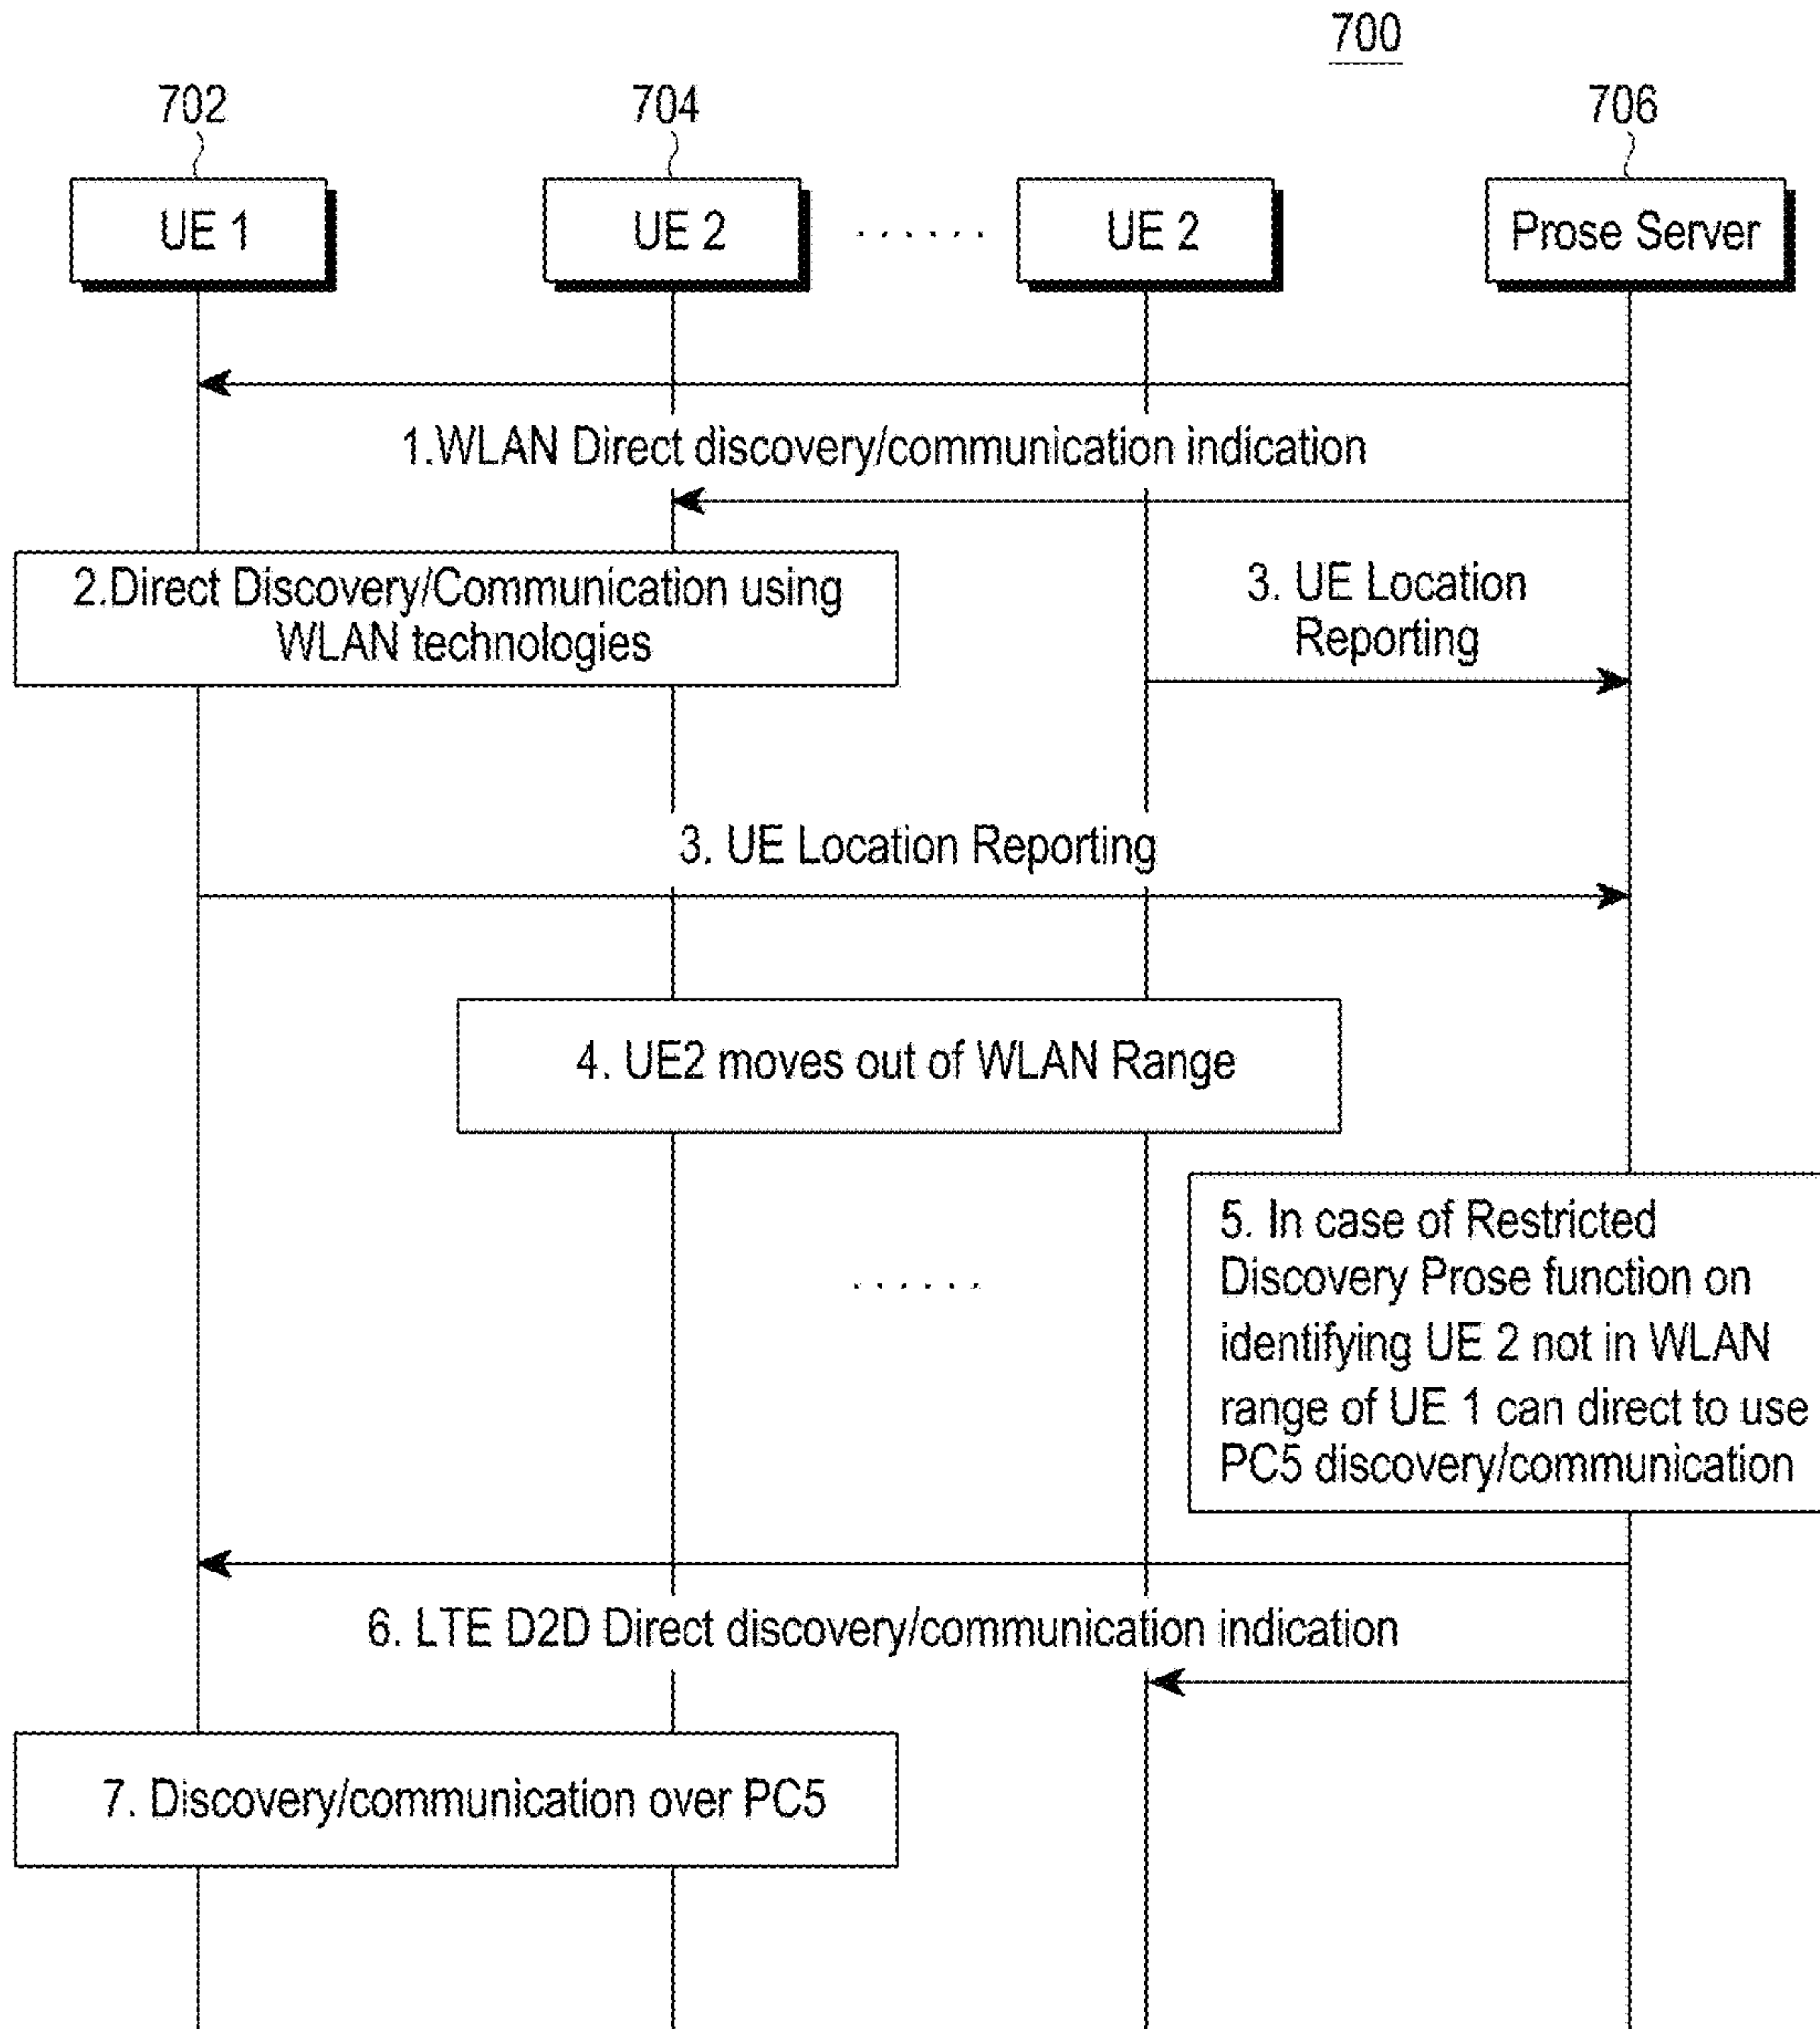 700
702
704
706
UE 1
UE 2
......
UE 2
Prose Server
1.WLAN Direct discovery/communication indication
2.Direct Discovery/Communication using
WLAN technologies
3. UE Location
Reporting
3. UE Location Reporting
4. UE2 moves out of WLAN Range
5. In case of Restricted
Discovery Prose function on
identifying UE 2 not in WLAN
range of UE 1 can direct to use
PC5 discovery/communication
......
6. LTE D2D Direct discovery/communication indication
7. Discovery/communication over PC5